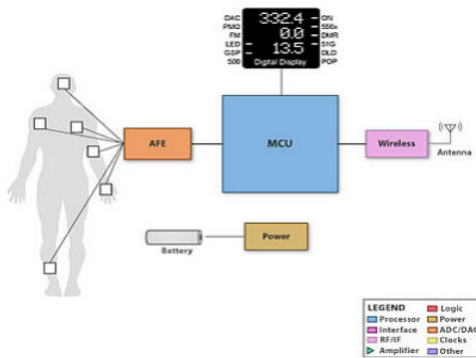 DAC 332.4 ON
PMQ 556x
FM 0.0 DMR
LED 51G
GSP 13.5 DLD
500 Digital Display POP
AFE
MCU
Wireless
Antenna
Battery
Power
LEGEND
Processor
Interface
RF/IF
Amplifier
Logic
Power
ADC/DAC
Clocks
Other